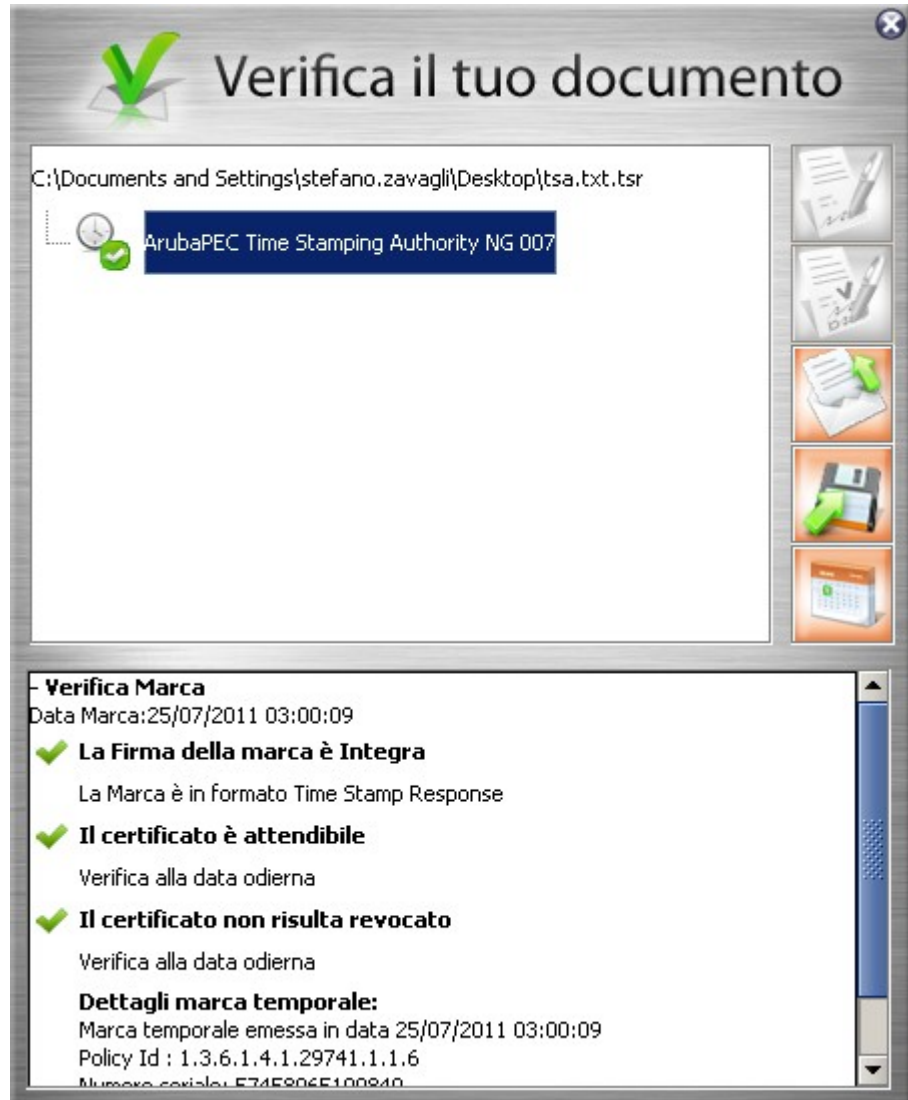 Verifica il tuo documento
C:\Documents and Settings\stefano.zavagli\Desktop\tsa.txt.tsr
ArubaPEC Time Stamping Authority NG 007
- Verifica Marca
Data Marca:25/07/2011 03:00:09
La Firma della marca è Integra
La Marca è in formato Time Stamp Response
Il certificato è attendibile
Verifica alla data odierna
Il certificato non risulta revocato
Verifica alla data odierna
Dettagli marca temporale:
Marca temporale emessa in data 25/07/2011 03:00:09
Policy Id : 1.3.6.1.4.1.29741.1.1.6
Numero seriale: